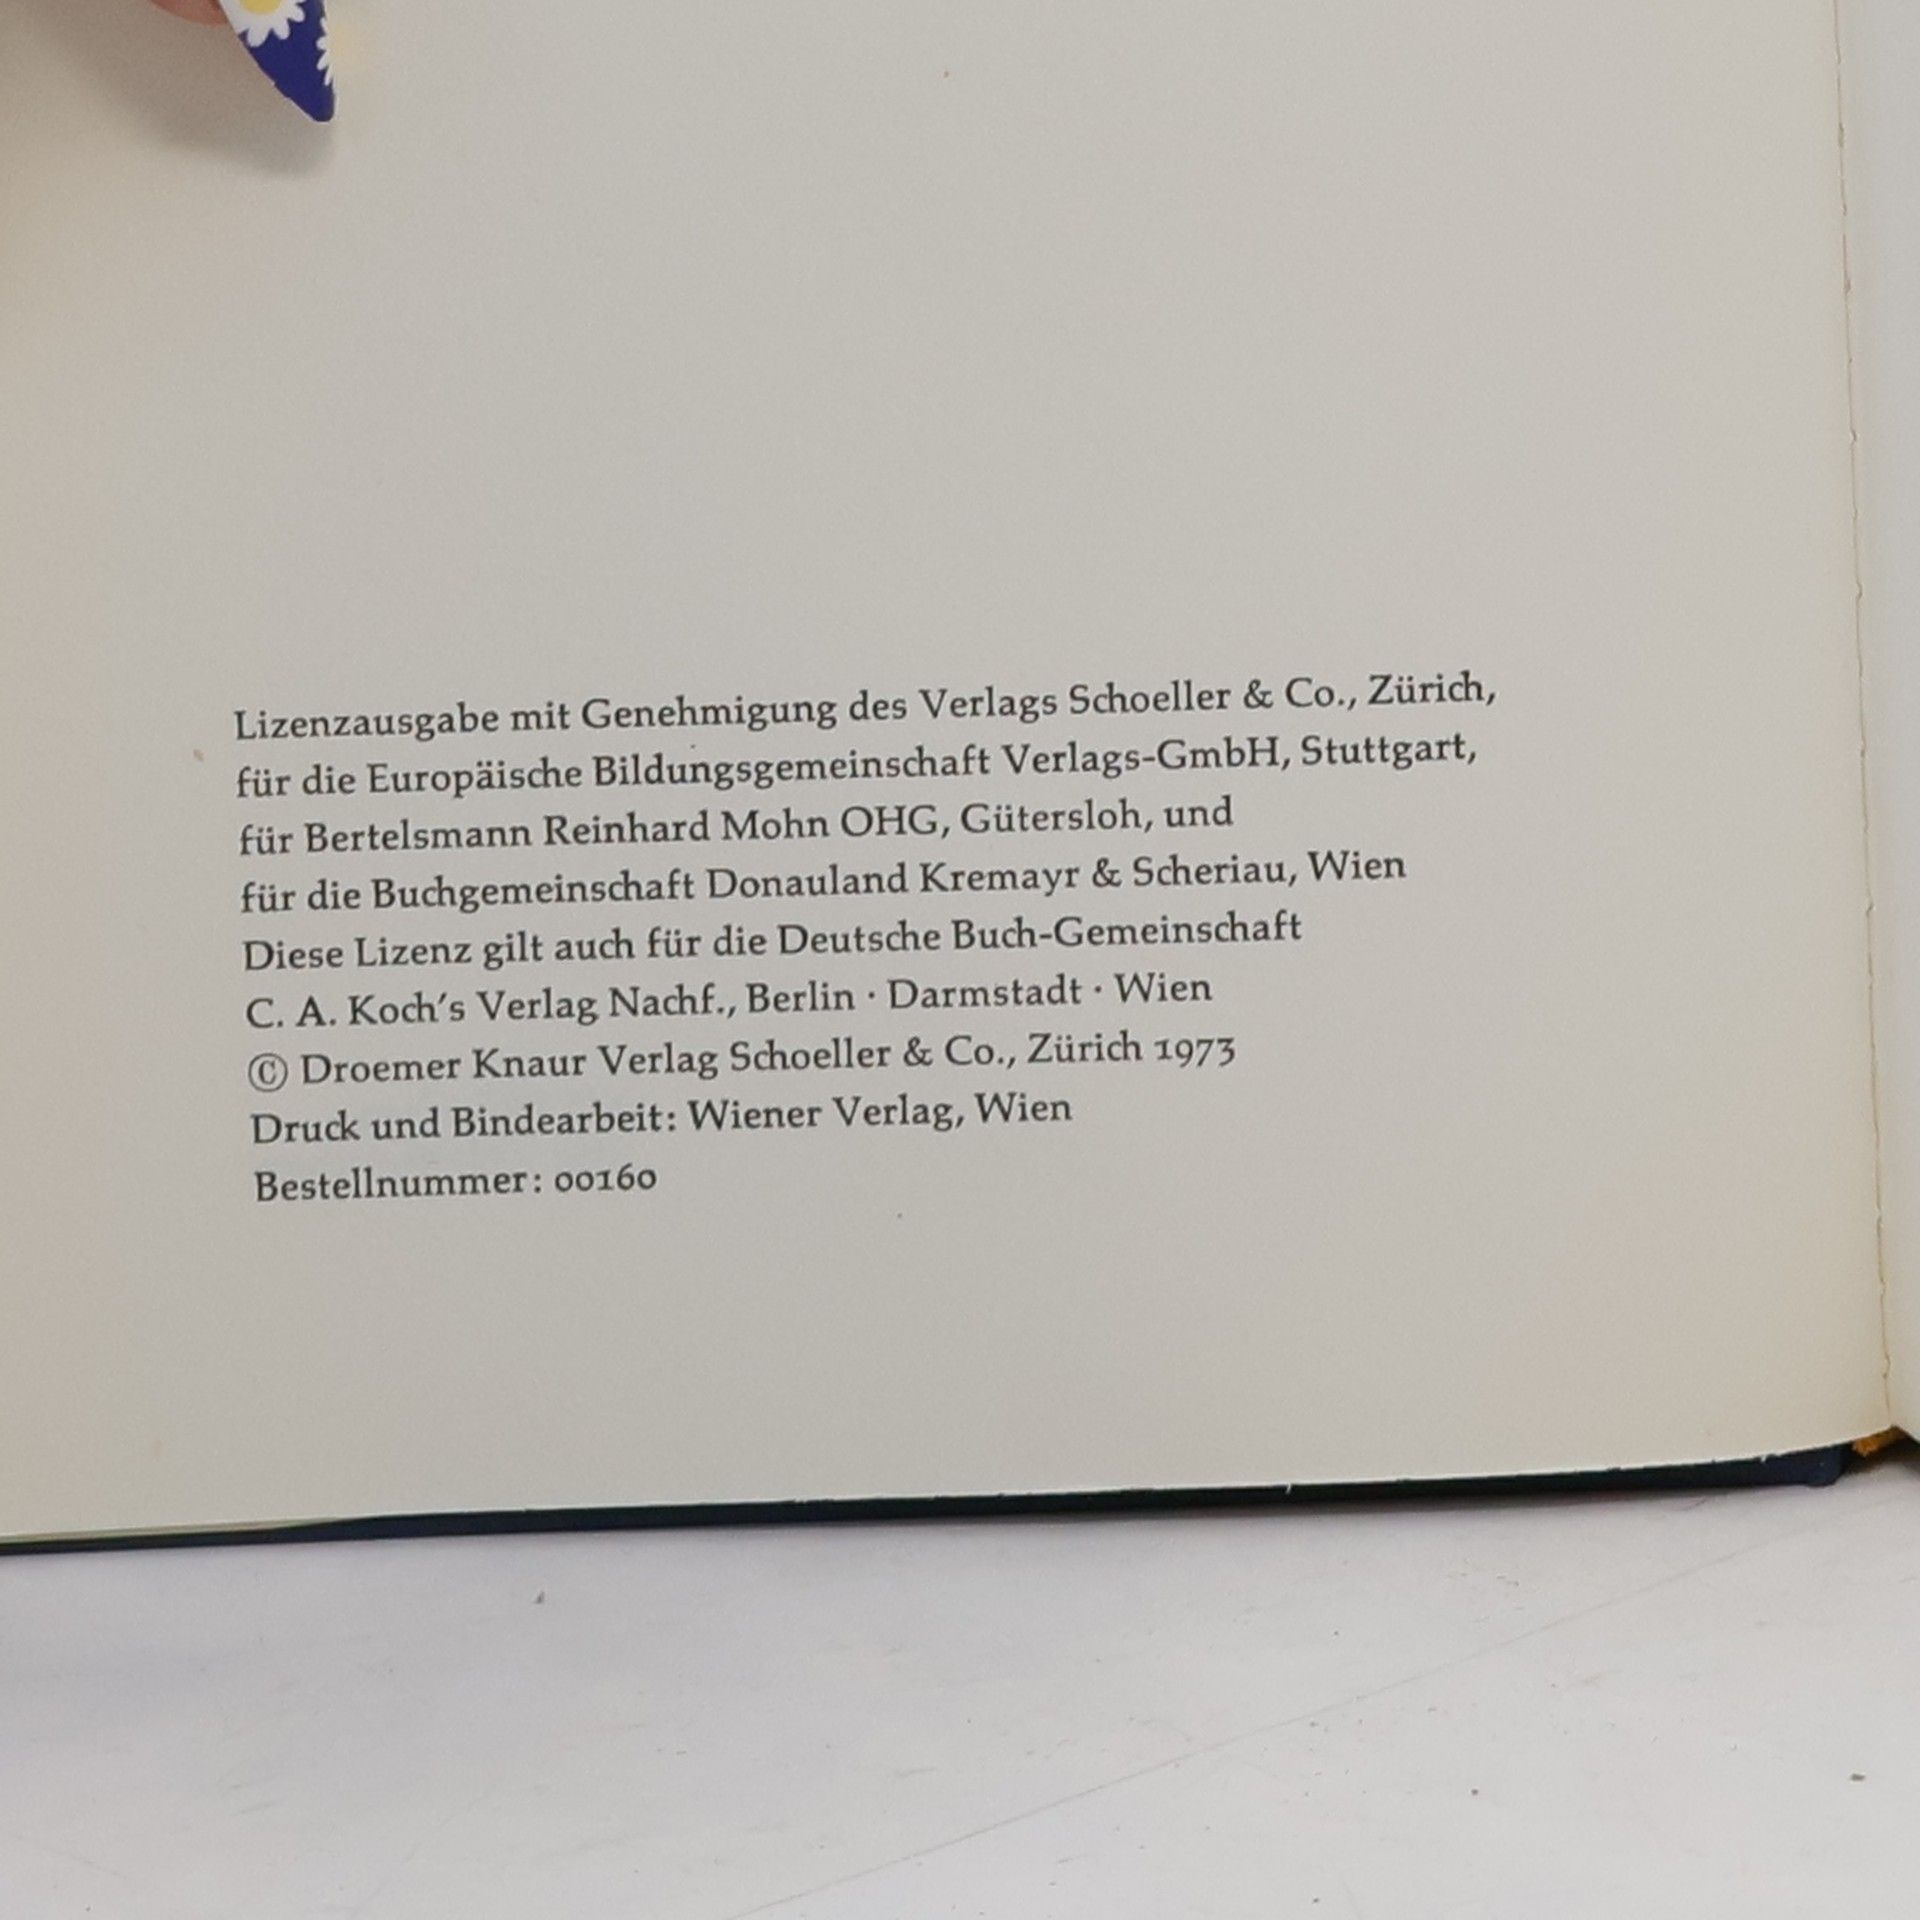 Lizenzausgabe mit Genehmigung des Verlags Schoeller & Co., Zürich,
für die Europäische Bildungsgemeinschaft Verlags-GmbH, Stuttgart,
für Bertelsmann Reinhard Mohn OHG, Gütersloh, und
für die Buchgemeinschaft Donauland Kremayr & Scheriau, Wien
Diese Lizenz gilt auch für die Deutsche Buch-Gemeinschaft
C. A. Koch's Verlag Nachf., Berlin · Darmstadt · Wien
© Droemer Knaur Verlag Schoeller & Co., Zürich 1973
Druck und Bindearbeit: Wiener Verlag, Wien
Bestellnummer: 00160